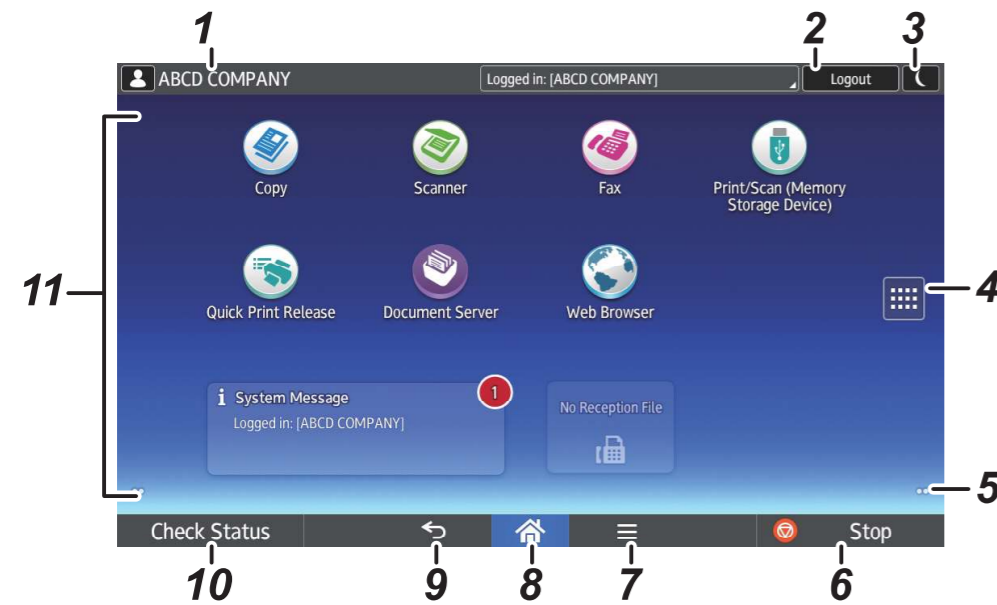 1
2
3
ABCD COMPANY
Logged in: [ABCD COMPANY]
Logout
11
Copy
Scanner
Fax
Print/Scan (Memory
Storage Device)
4
Quick Print Release
Document Server
Web Browser
i System Message
1
Logged in: [ABCD COMPANY]
No Reception File
5
Check Status
Stop
10
9
8
7
6